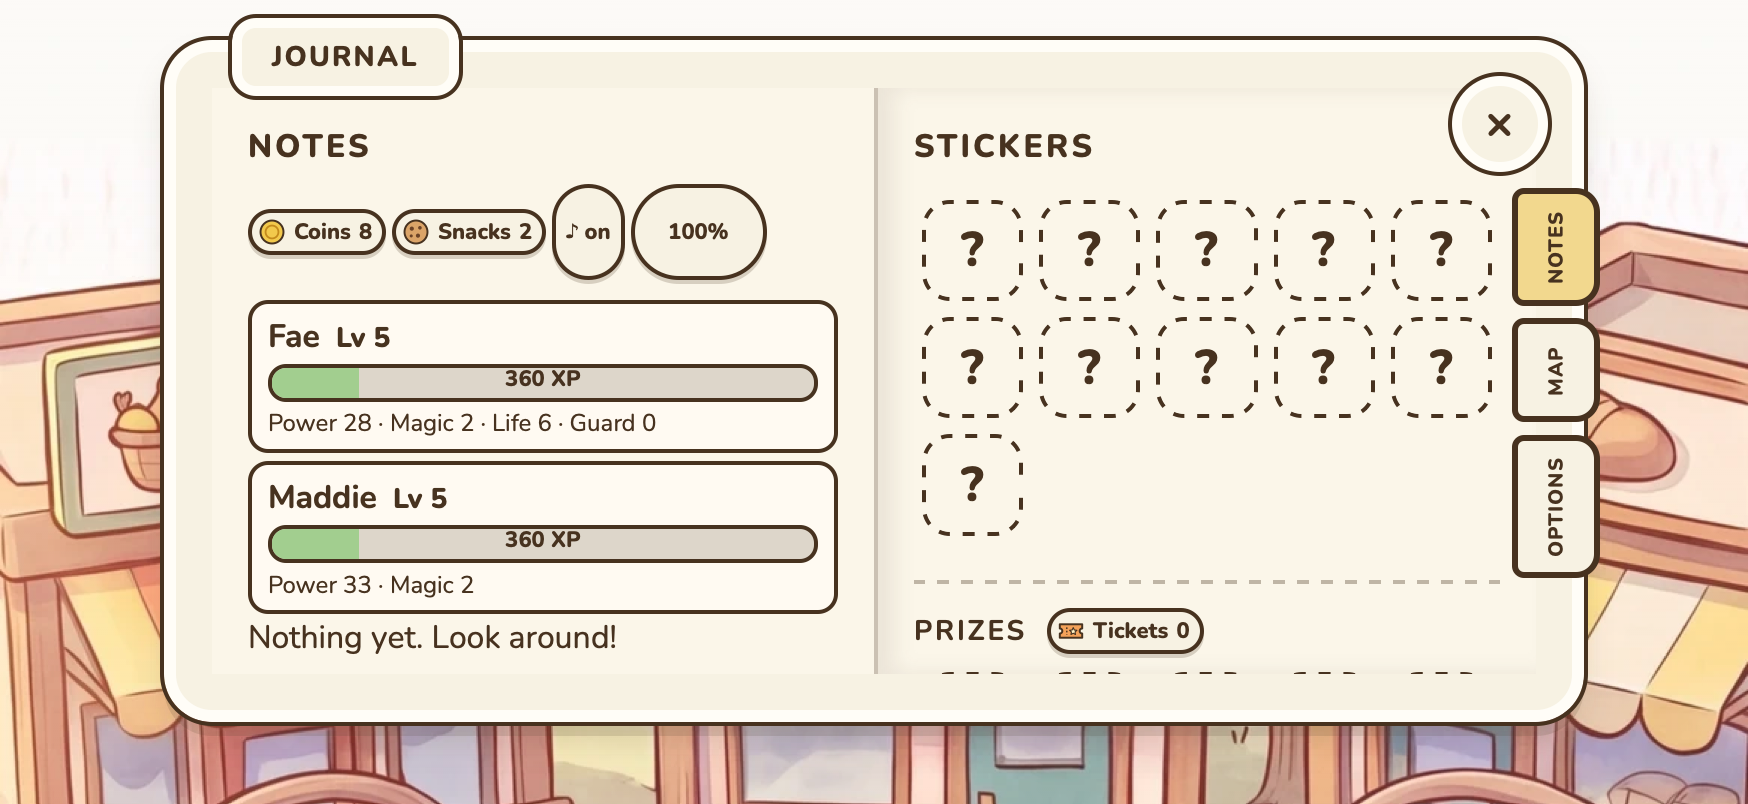 JOURNAL
NOTES
Coins 8
Snacks 2
♪ on
100%
Fae Lv 5
360 XP
Power 28 · Magic 2 · Life 6 · Guard 0
Maddie Lv 5
360 XP
Power 33 · Magic 2
Nothing yet. Look around!
STICKERS
? ? ? ? ?
? ? ? ? ?
?
PRIZES
Tickets 0
NOTES
MAP
OPTIONS